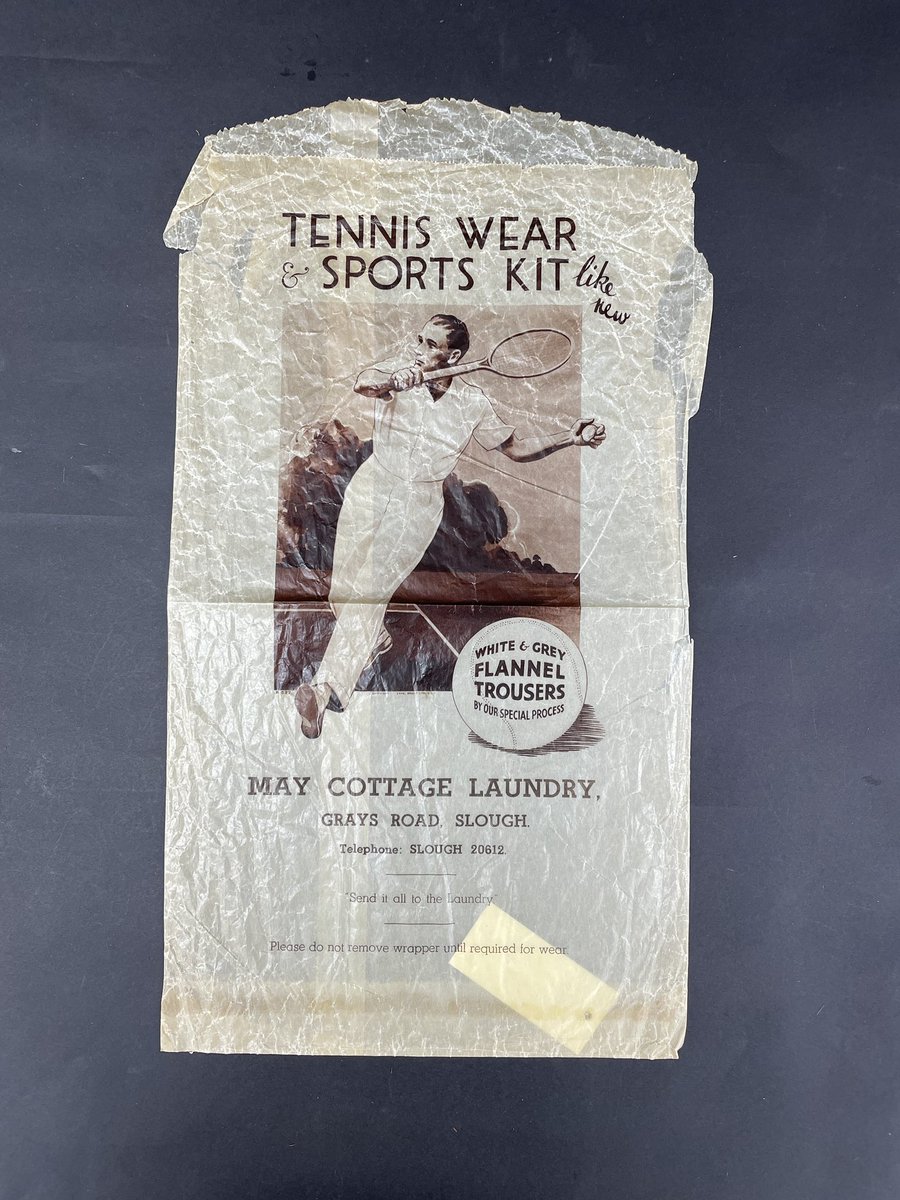 TENNIS WEAR
& SPORTS KIT like
new
WHITE & GREY
FLANNEL
TROUSERS
BY OUR SPECIAL PROCESS
MAY COTTAGE LAUNDRY,
GRAYS ROAD, SLOUGH.
Telephone: SLOUGH 20612.
"Send it all to the Laundry"
Please do not remove wrapper until required for wear